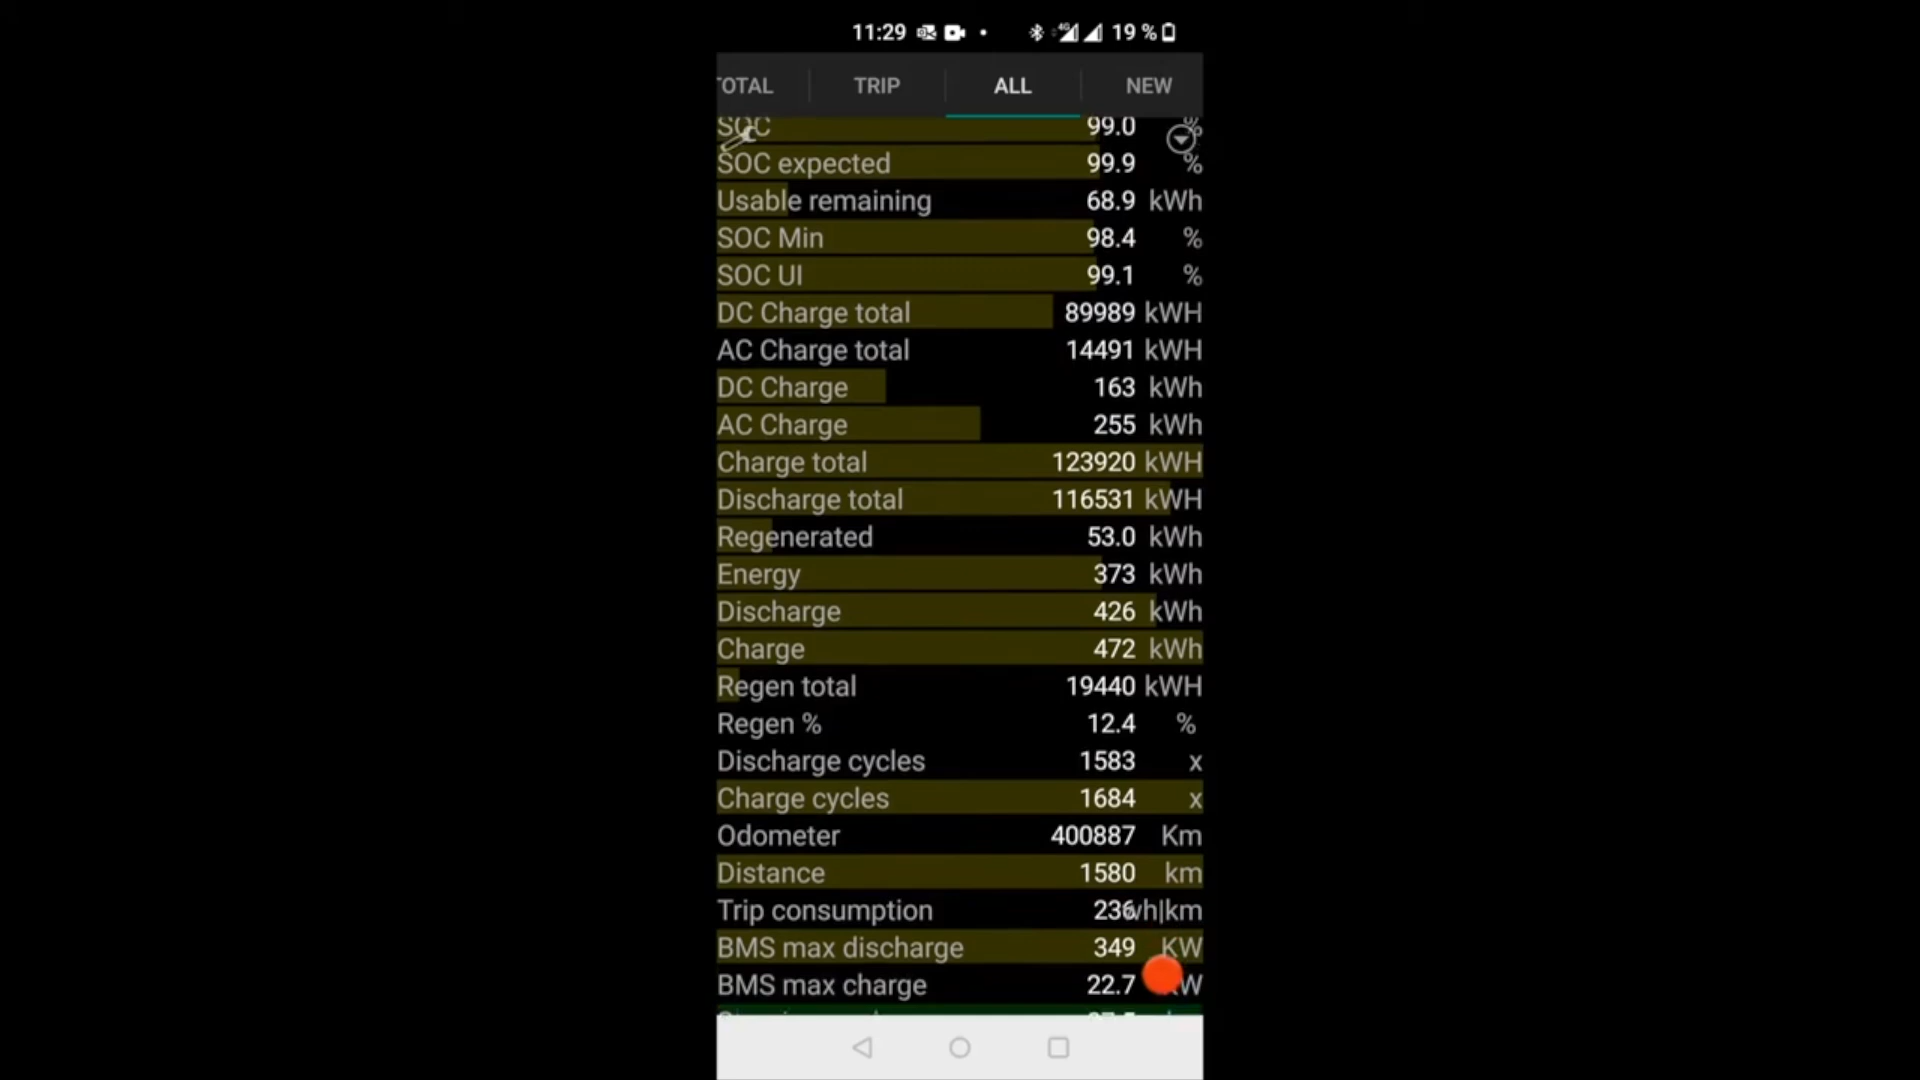 11:29 4G 19 %
TOTAL TRIP ALL NEW
SOC 99.0 %
SOC expected 99.9 %
Usable remaining 68.9 kWh
SOC Min 98.4 %
SOC UI 99.1 %
DC Charge total 89989 kWH
AC Charge total 14491 kWH
DC Charge 163 kWh
AC Charge 255 kWh
Charge total 123920 kWH
Discharge total 116531 kWH
Regenerated 53.0 kWh
Energy 373 kWh
Discharge 426 kWh
Charge 472 kWh
Regen total 19440 kWH
Regen % 12.4 %
Discharge cycles 1583 x
Charge cycles 1684 x
Odometer 400887 Km
Distance 1580 km
Trip consumption 236 wh|km
BMS max discharge 349 KW
BMS max charge 22.7 KW